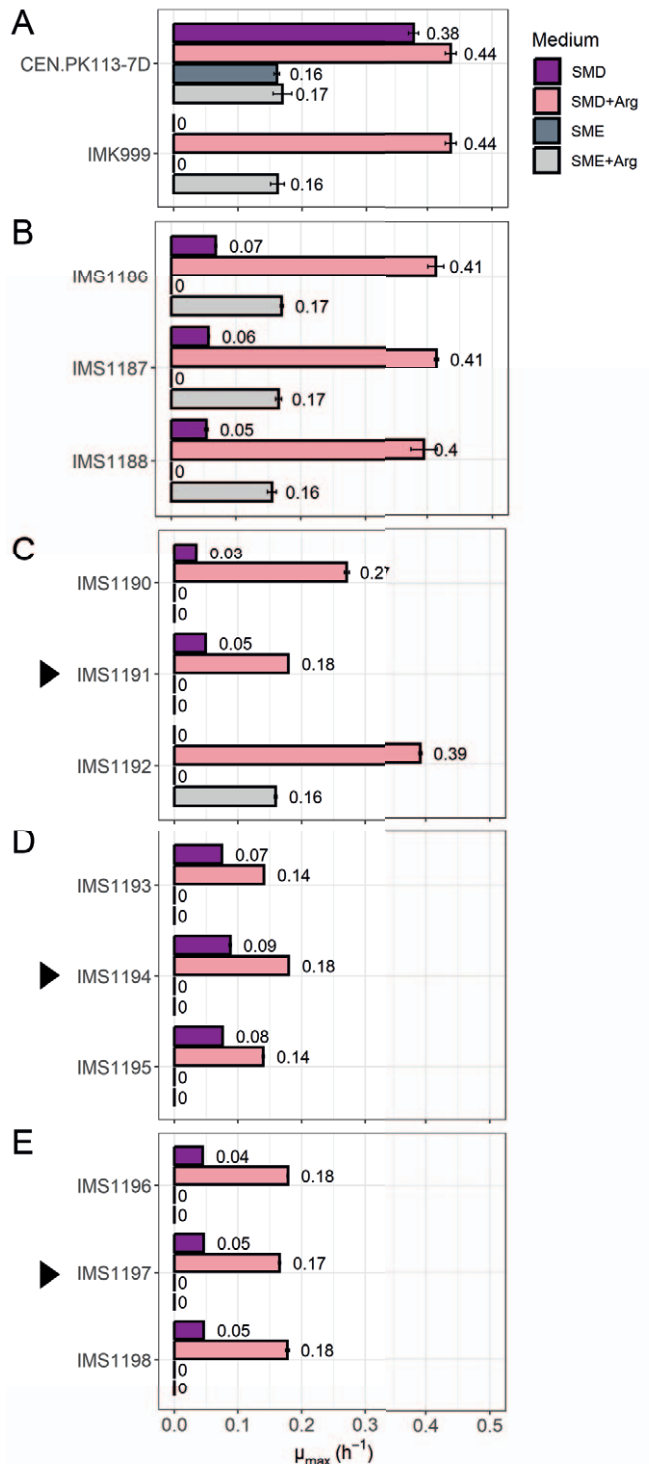 A
CEN.PK113-7D
0.38
0.44
0.16
0.17
IMK999
0
0.44
0
0.16
Medium
SMD
SMD+Arg
SME
SME+Arg
B
IMS1186
0.07
0.41
0
0.17
IMS1187
0.06
0.41
0
0.17
IMS1188
0.05
0.4
0
0.16
C
IMS1190
0.03
0.27
0
0
IMS1191
0.05
0.18
0
0
IMS1192
0
0.39
0
0.16
D
IMS1193
0.07
0.14
0
0
IMS1194
0.09
0.18
0
0
IMS1195
0.08
0.14
0
0
E
IMS1196
0.04
0.18
0
0
IMS1197
0.05
0.17
0
0
IMS1198
0.05
0.18
0
0
0.0 0.1 0.2 0.3 0.4 0.5
μmax (h⁻¹)